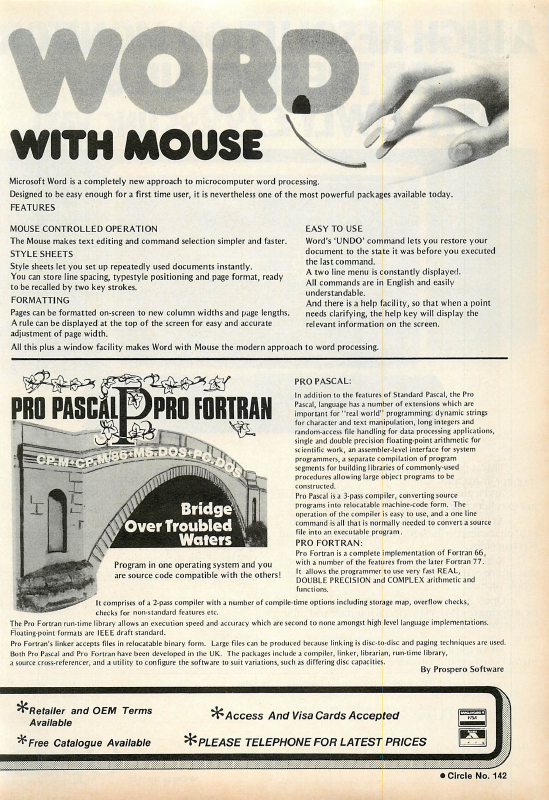 WORD
WITH MOUSE
Microsoft Word is a completely new approach to microcomputer word processing.
Designed to be easy enough for a first time user, it is nevertheless one of the most powerful packages available today.
FEATURES
MOUSE CONTROLLED OPERATION
The Mouse makes text editing and command selection simpler and faster.
STYLE SHEETS
Style sheets let you set up repeatedly used documents instantly.
You can store line spacing, typestyle positioning and page format, ready
to be recalled by two key strokes.
FORMATTING
Pages can be formatted on-screen to new column widths and page lengths.
A rule can be displayed at the top of the screen for easy and accurate
adjustment of page width.
EASY TO USE
Word's 'UNDO' command lets you restore your
document to the state it was before you executed
the last command.
A two line menu is constantly displayed.
All commands are in English and easily
understandable.
And there is a help facility, so that when a point
needs clarifying, the help key will display the
relevant information on the screen.
All this plus a window facility makes Word with Mouse the modern approach to word processing.
PRO PASCAL P PRO FORTRAN
CP/M•CP/M/86•MS.DOS•PC•DOS
Bridge
Over Troubled
Waters
Program in one operating system and you
are source code compatible with the others!
PRO PASCAL:
In addition to the features of Standard Pascal, the Pro
Pascal, language has a number of extensions which are
important for "real world" programming: dynamic strings
for character and text manipulation, long integers and
random-access file handling for data processing applications,
single and double precision floating-point arithmetic for
scientific work, an assembler-level interface for system
programmers, a separate compilation of program
segments for building libraries of commonly-used
procedures allowing large object programs to be
constructed.
Pro Pascal is a 3-pass compiler, converting source
programs into relocatable machine-code form. The
operation of the compiler is easy to use, and a one line
command is all that is normally needed to convert a source
file into an executable program.
PRO FORTRAN:
Pro Fortran is a complete implementation of Fortran 66,
with a number of the features from the later Fortran 77.
It allows the programmer to use very fast REAL,
DOUBLE PRECISION and COMPLEX arithmetic and
functions.
It comprises of a 2-pass compiler with a number of compile-time options including storage map, overflow checks,
checks for non-standard features etc.
The Pro Fortran run-time library allows an execution speed and accuracy which are second to none amongst high level language implementations.
Floating-point formats are IEEE draft standard.
Pro Fortran's linker accepts files in relocatable binary form. Large files can be produced because linking is disc-to-disc and paging techniques are used.
Both Pro Pascal and Pro Fortran have been developed in the UK. The packages include a compiler, linker, librarian, run-time library,
a source cross-referencer, and a utility to configure the software to suit variations, such as differing disc capacities.
By Prospero Software
*Retailer and OEM Terms
Available
*Access And Visa Cards Accepted
*Free Catalogue Available
*PLEASE TELEPHONE FOR LATEST PRICES
VISA
• Circle No. 142